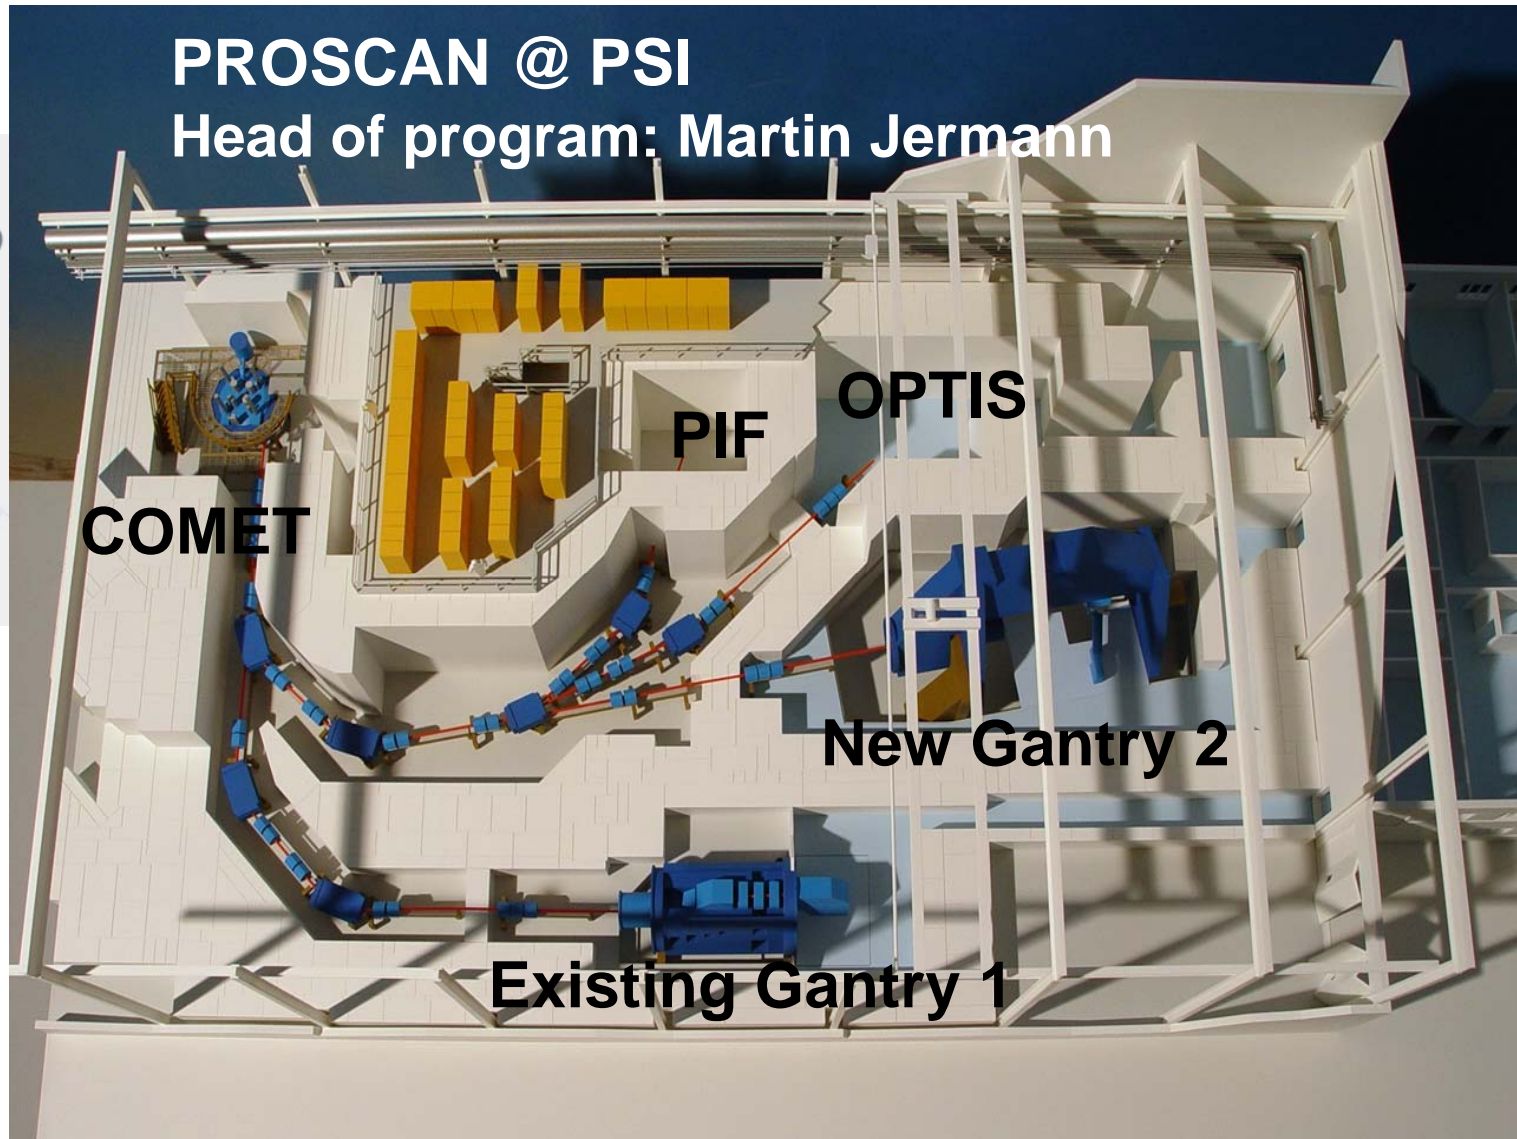 PROSCAN @ PSI
Head of program: Martin Jermann
OPTIS
PIF
COMET
New Gantry 2
Existing Gantry 1